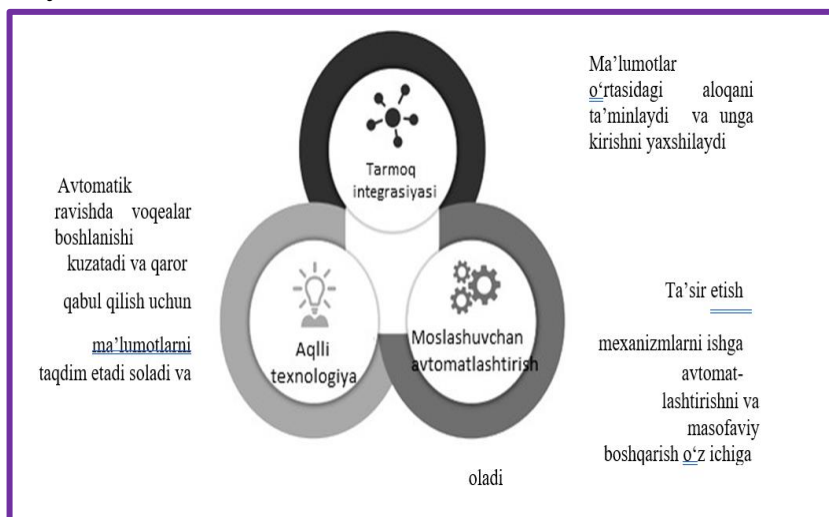 Ma’lumotlar
o‘rtasidagi aloqani
ta’minlaydi va unga
kirishni yaxshilaydi
Tarmoq
integrasiyasi
Avtomatik
ravishda voqealar
boshlanishi
kuzatadi va qaror
qabul qilish uchun
ma’lumotlarni
taqdim etadi soladi va
Aqlli
texnologiya
Moslashuvchan
avtomatlashtirish
Ta’sir etish
mexanizmlarni ishga
avtomat-
lashtirishni va
masofaviy
boshqarish o‘z ichiga
oladi